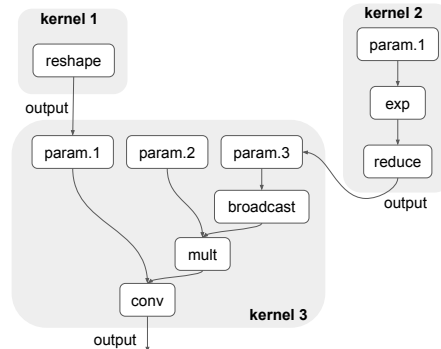 kernel 1
reshape
output
kernel 2
param.1
exp
reduce
output
param.1
param.2
param.3
broadcast
mult
conv
kernel 3
output